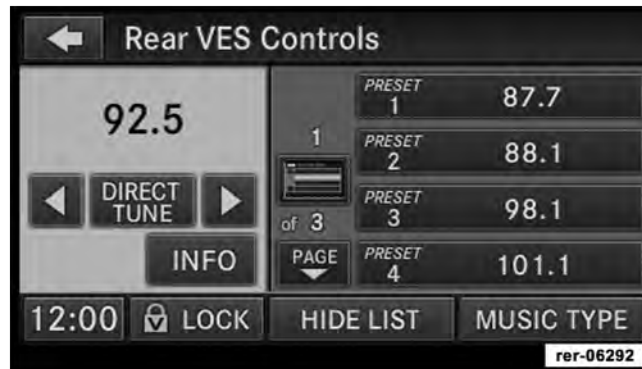 Rear VES Controls
92.5
DIRECT
TUNE
INFO
1
of 3
PAGE
PRESET
1
87.7
PRESET
2
88.1
PRESET
3
98.1
PRESET
4
101.1
12:00
LOCK
HIDE LIST
MUSIC TYPE
rer-06292